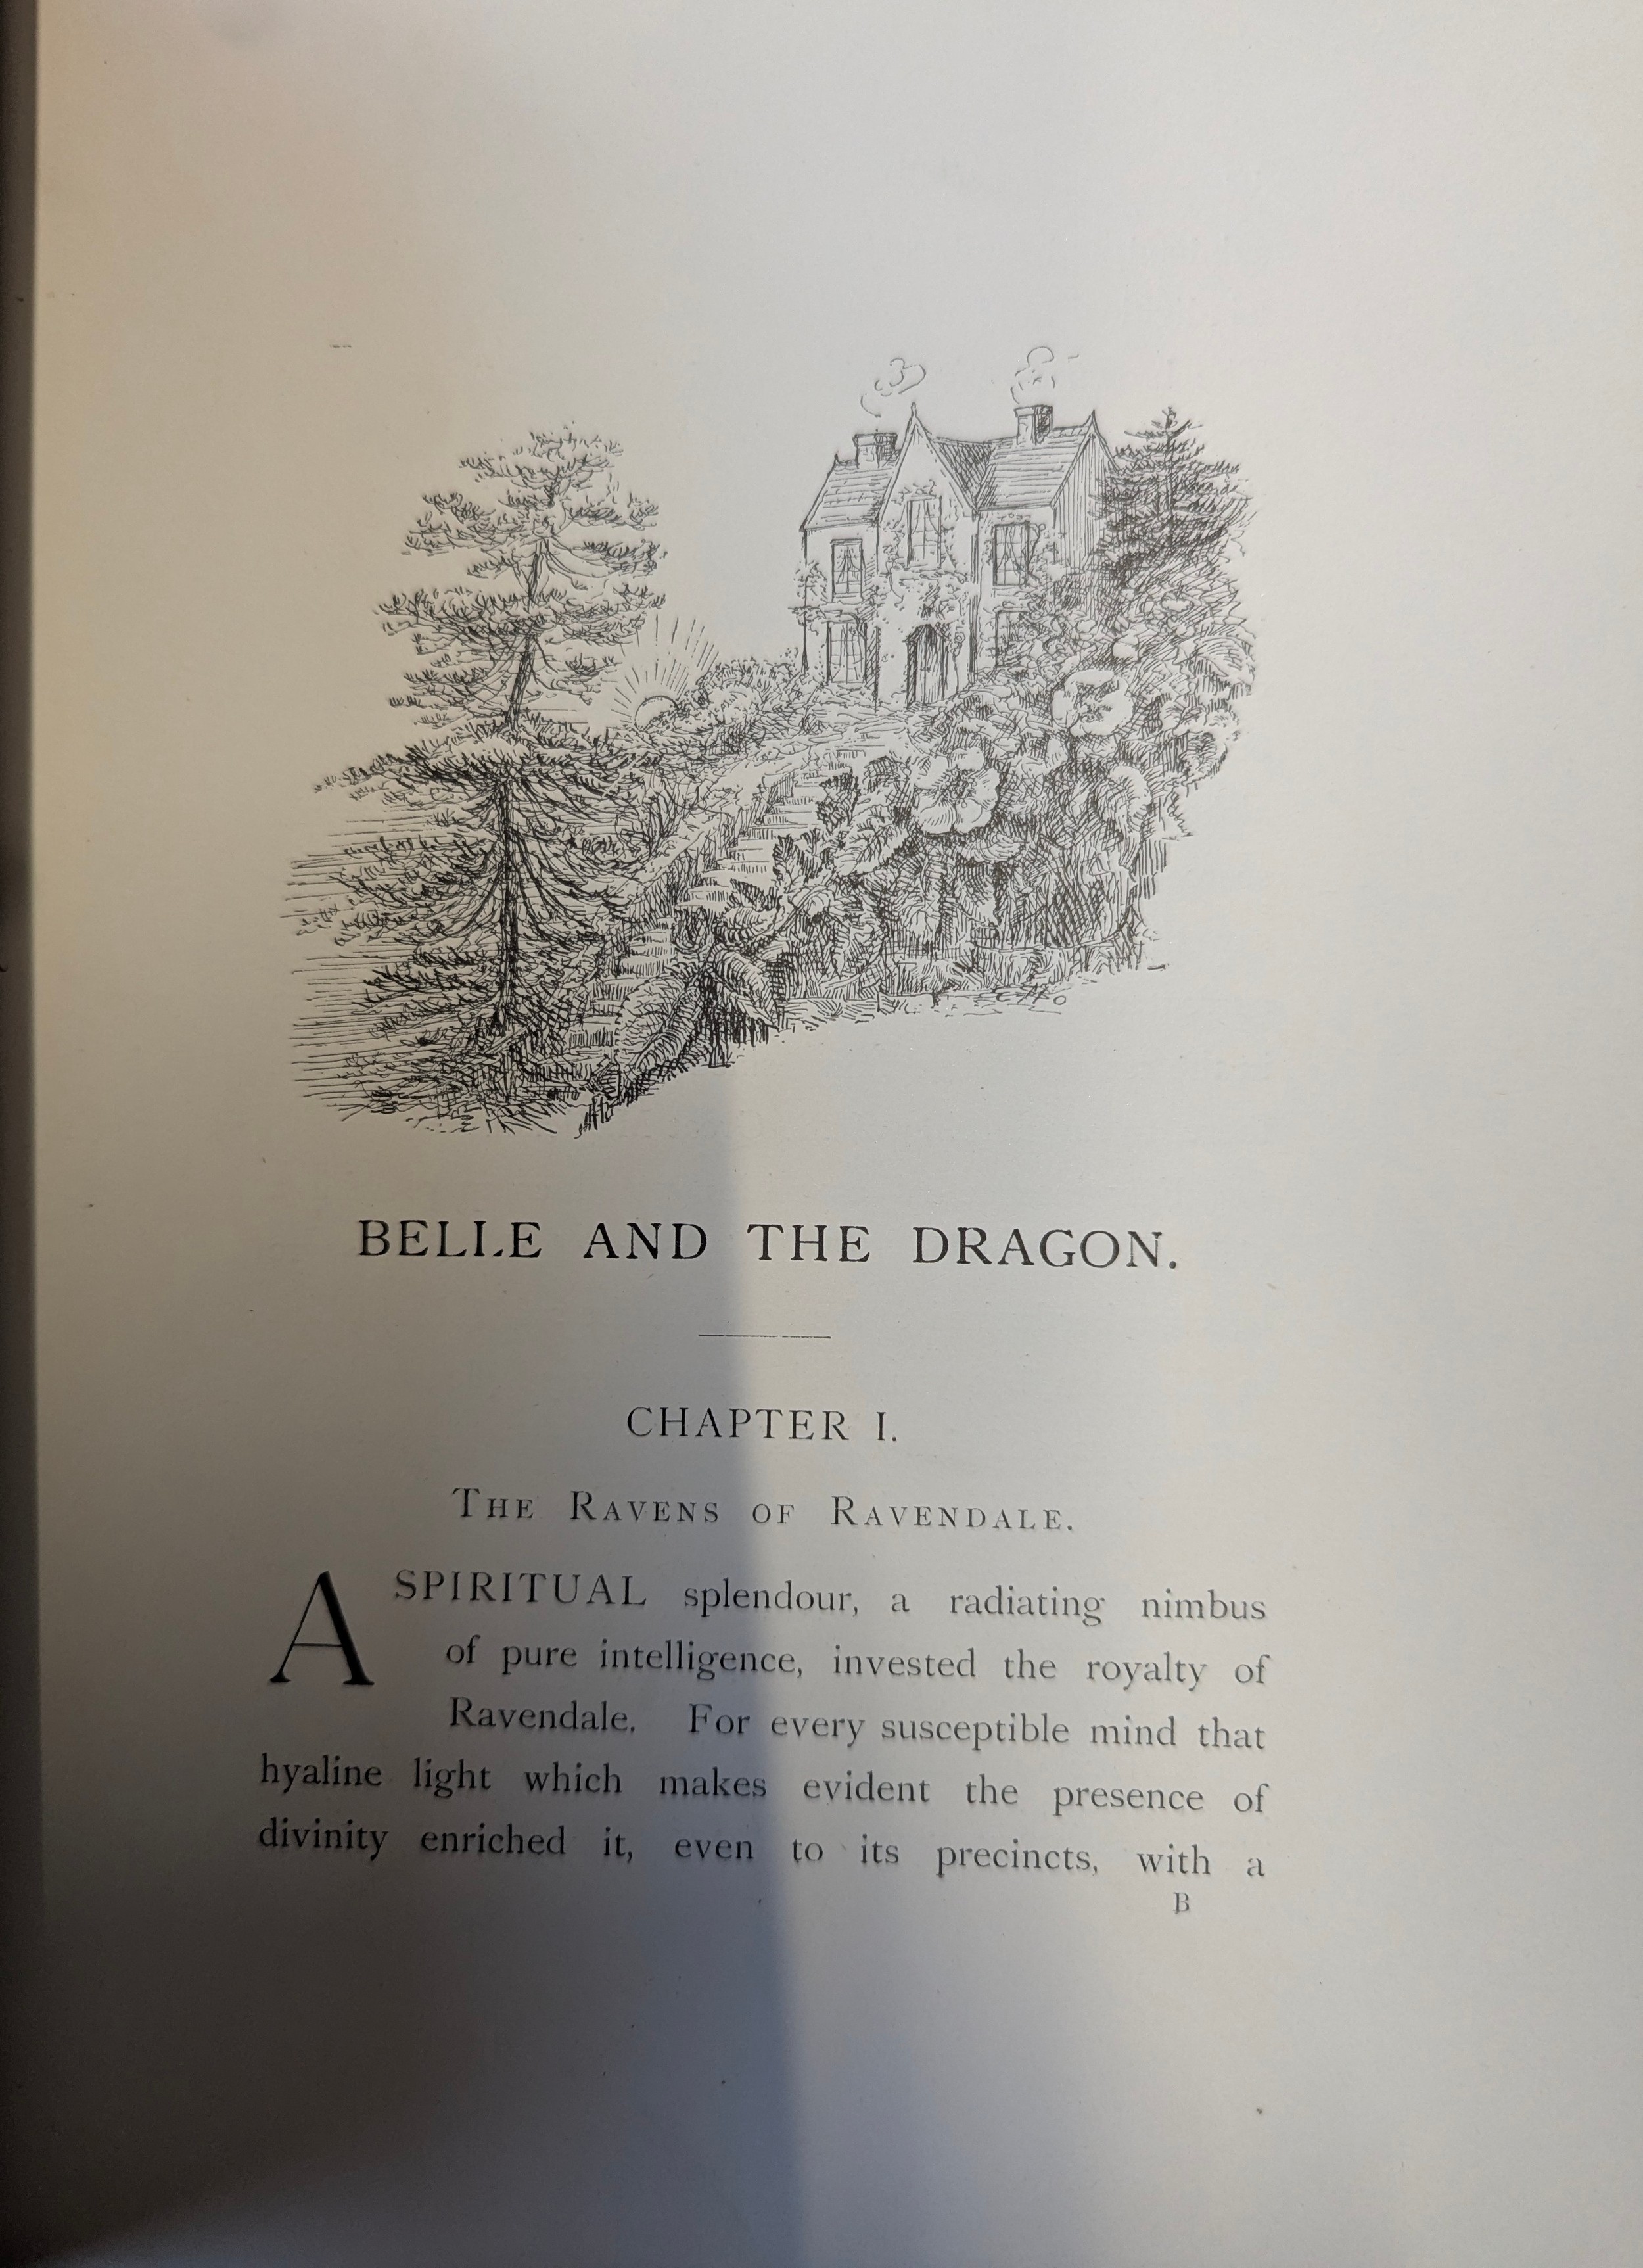 BELLE AND THE DRAGON.
CHAPTER I.
THE RAVENS OF RAVENDALE.
A SPIRITUAL splendour, a radiating nimbus
of pure intelligence, invested the royalty of
Ravendale. For every susceptible mind that
hyaline light which makes evident the presence of
divinity enriched it, even to its precincts, with a
B